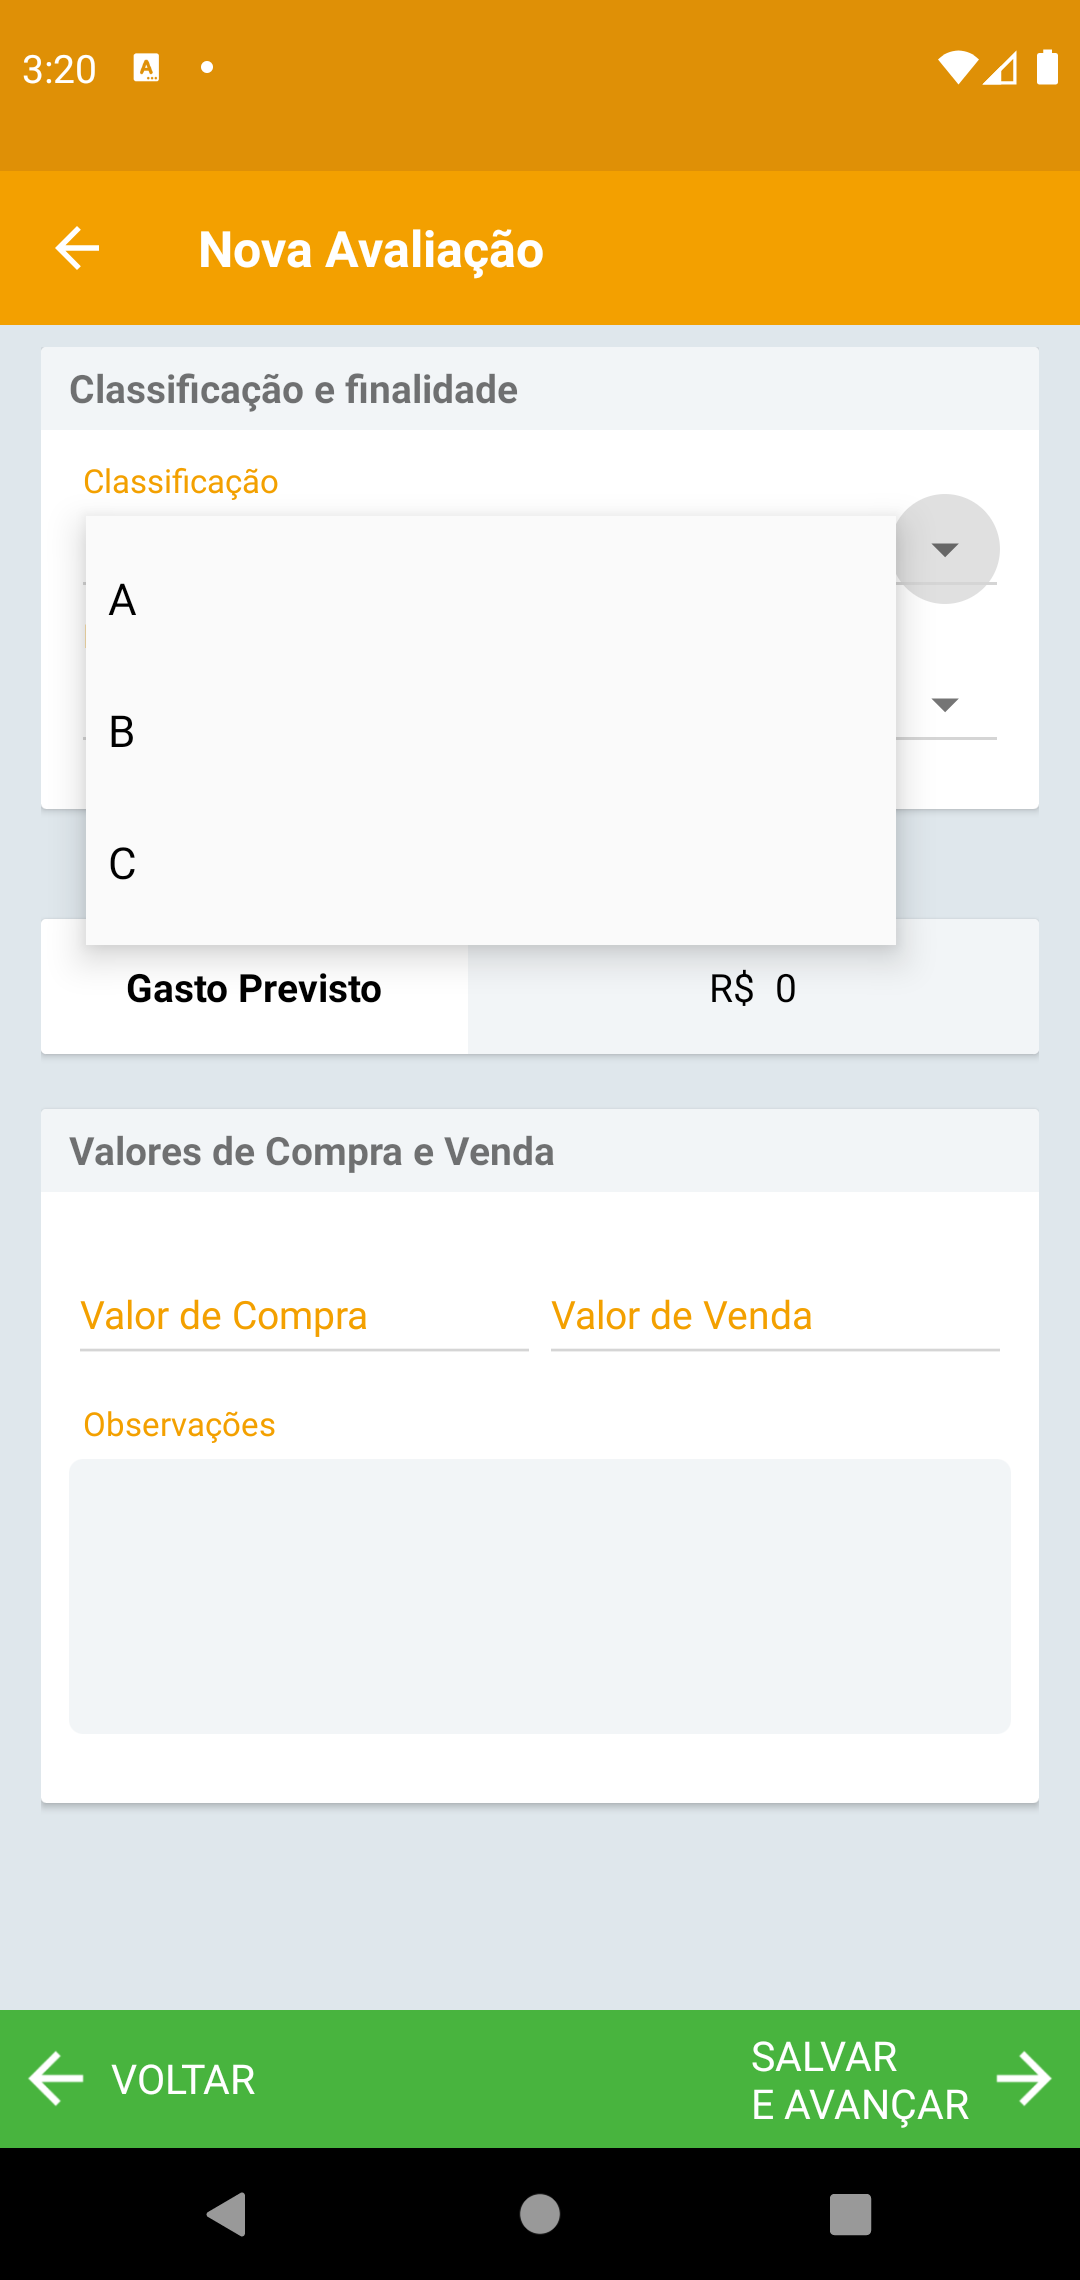 3:20
Nova Avaliação
Classificação e finalidade
Classificação
A
B
C
Gasto Previsto
R$ 0
Valores de Compra e Venda
Valor de Compra
Valor de Venda
Observações
VOLTAR
SALVAR
E AVANÇAR